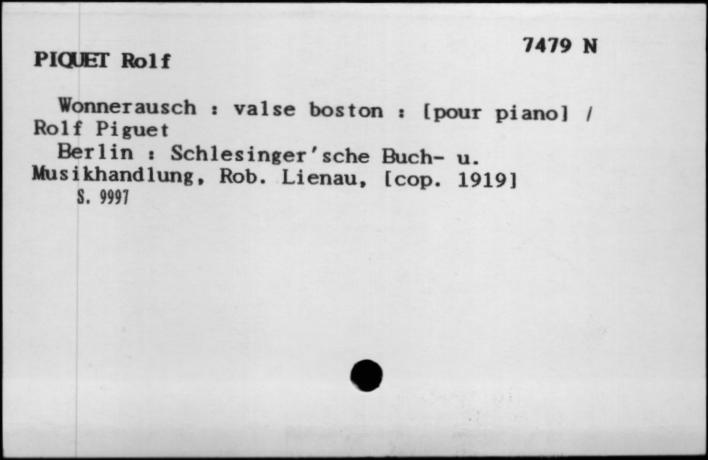 7479 N
PIQUET Rolf
Wonnerausch : valse boston : [pour piano] /
Rolf Piguet
Berlin : Schlesinger'sche Buch- u.
Musikhandlung, Rob. Lienau, [cop. 1919]
S. 9997